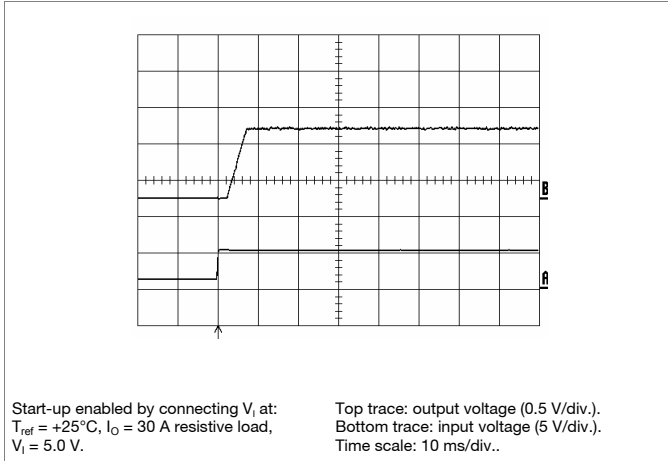 B
A
Start-up enabled by connecting V_I at:
T_ref = +25°C, I_O = 30 A resistive load,
V_I = 5.0 V.
Top trace: output voltage (0.5 V/div.).
Bottom trace: input voltage (5 V/div.).
Time scale: 10 ms/div..